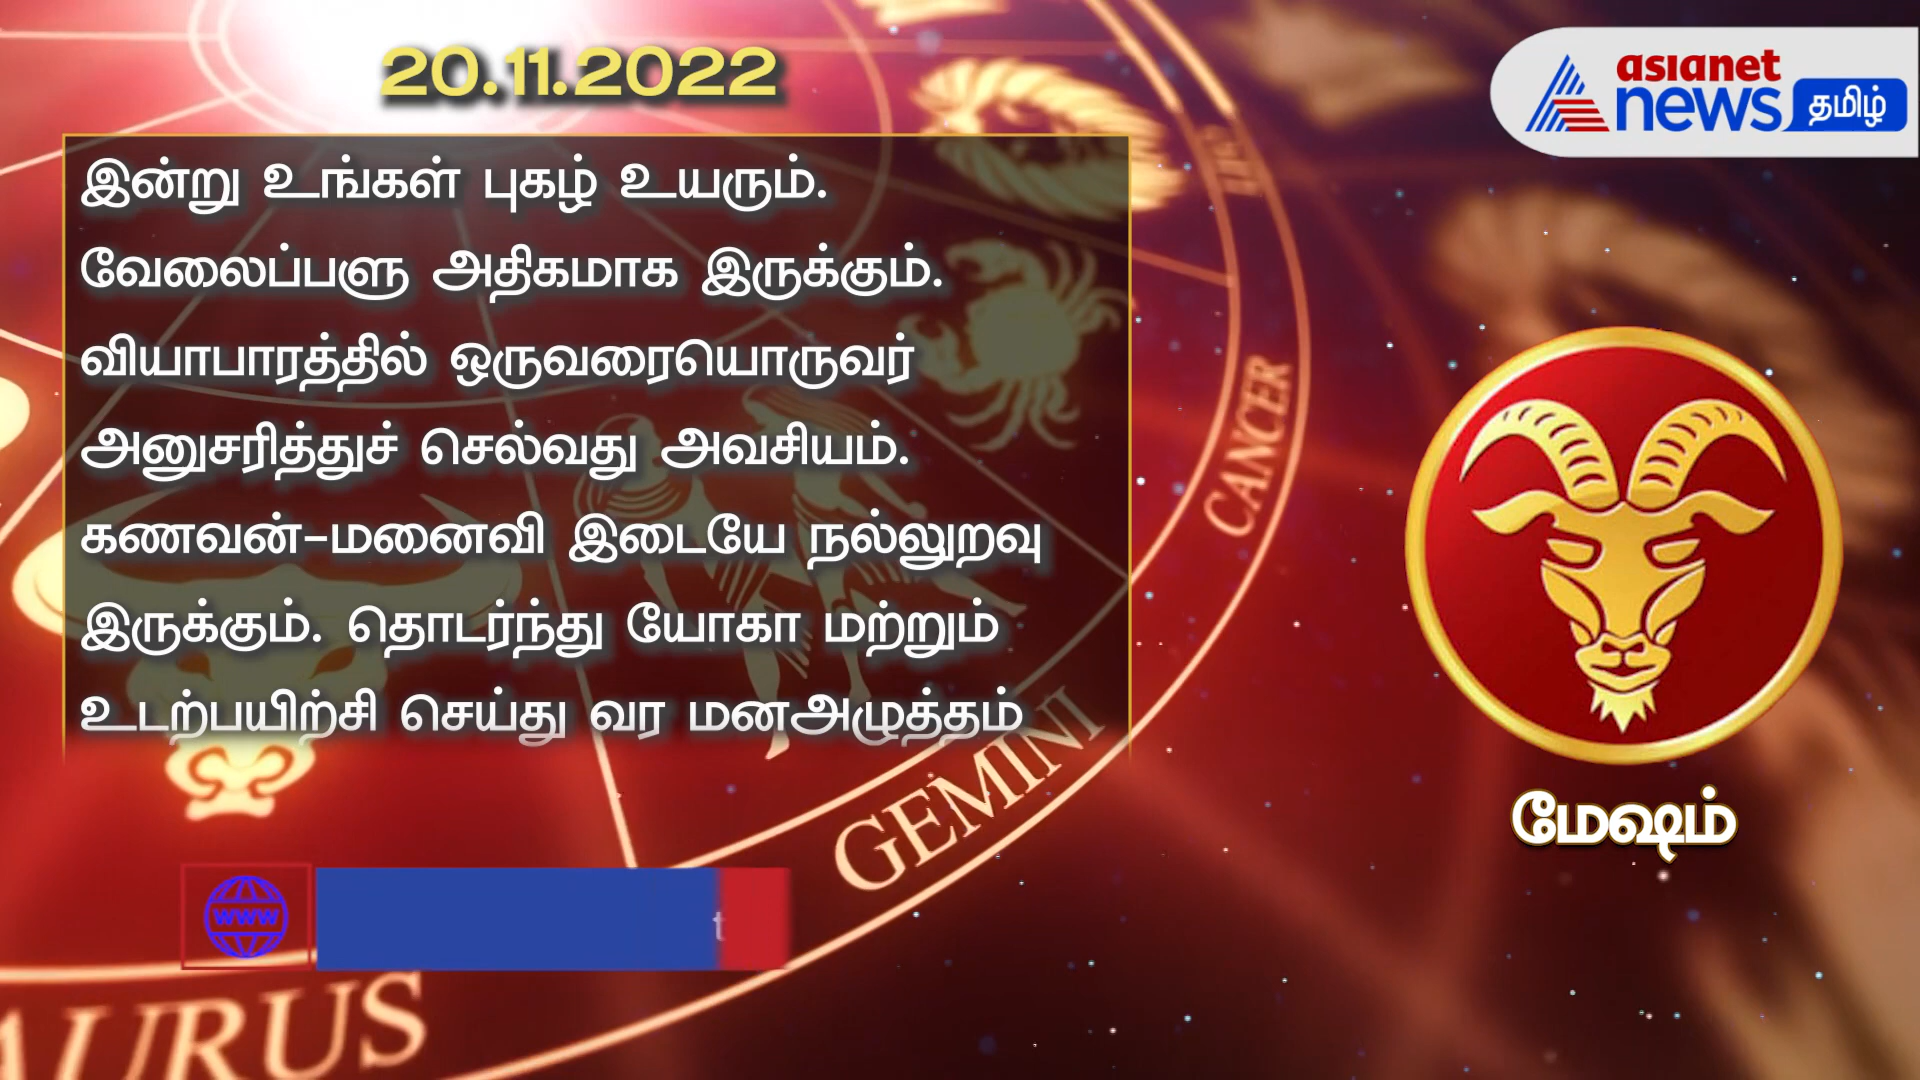 20.11.2022
asianet
news தமிழ்
இன்று உங்கள் புகழ் உயரும்.
வேலைப்பளு அதிகமாக இருக்கும்.
வியாபாரத்தில் ஒருவரையொருவர்
அனுசரித்துச் செல்வது அவசியம்.
கணவன்-மனைவி இடையே நல்லுறவு
இருக்கும். தொடர்ந்து யோகா மற்றும்
உடற்பயிற்சி செய்து வர மனஅழுத்தம்
மேஷம்
CANCER
GEMINI
AURUS
www
t